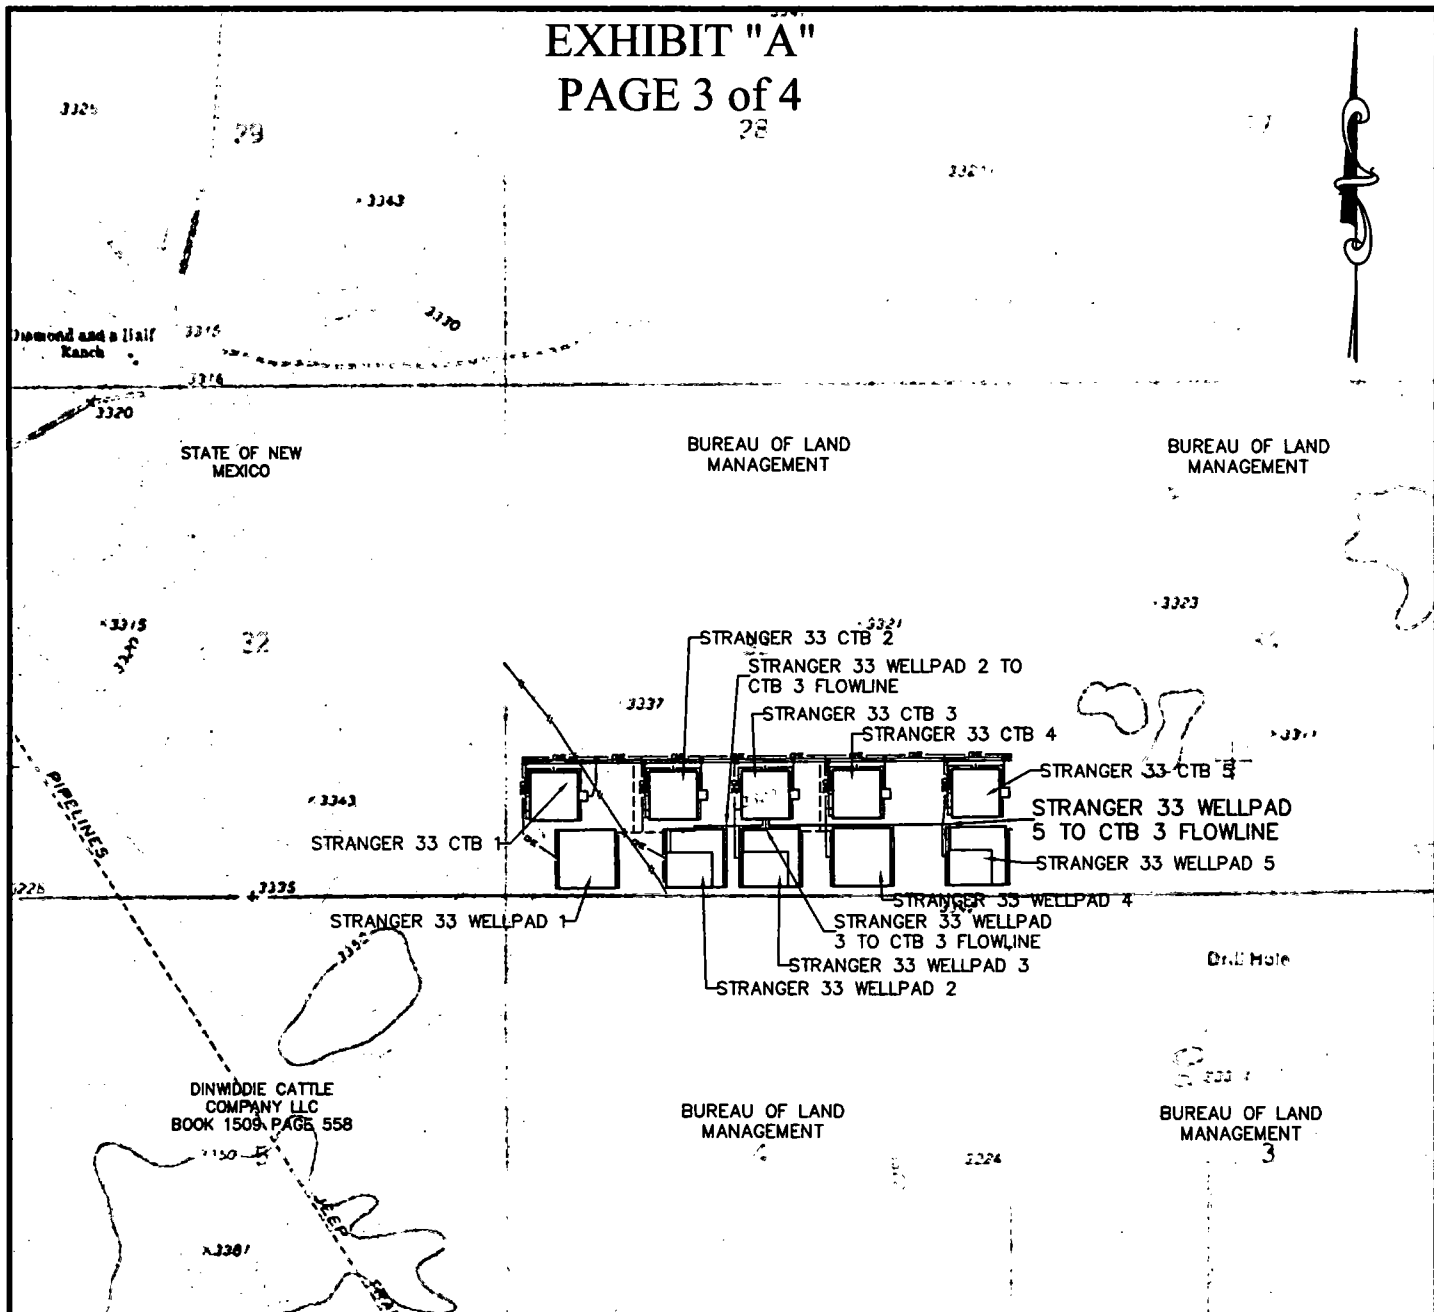 EXHIBIT "A"
PAGE 3 of 4
29
28
3343
3330
3315
Diamond and a Half
Ranch
3316
3320
STATE OF NEW
MEXICO
BUREAU OF LAND
MANAGEMENT
BUREAU OF LAND
MANAGEMENT
3323
3315
32
3321
STRANGER 33 CTB 2
STRANGER 33 WELLPAD 2 TO
CTB 3 FLOWLINE
3337
STRANGER 33 CTB 3
STRANGER 33 CTB 4
STRANGER 33 CTB 5
PIPELINES
3343
STRANGER 33 WELLPAD
5 TO CTB 3 FLOWLINE
STRANGER 33 CTB 1
STRANGER 33 WELLPAD 5
3335
STRANGER 33 WELLPAD 4
STRANGER 33 WELLPAD 1
STRANGER 33 WELLPAD
3 TO CTB 3 FLOWLINE
STRANGER 33 WELLPAD 3
STRANGER 33 WELLPAD 2
Drill Hole
DINWIDDIE CATTLE
COMPANY LLC
BOOK 1509, PAGE 558
BUREAU OF LAND
MANAGEMENT
BUREAU OF LAND
MANAGEMENT
3
JEEP